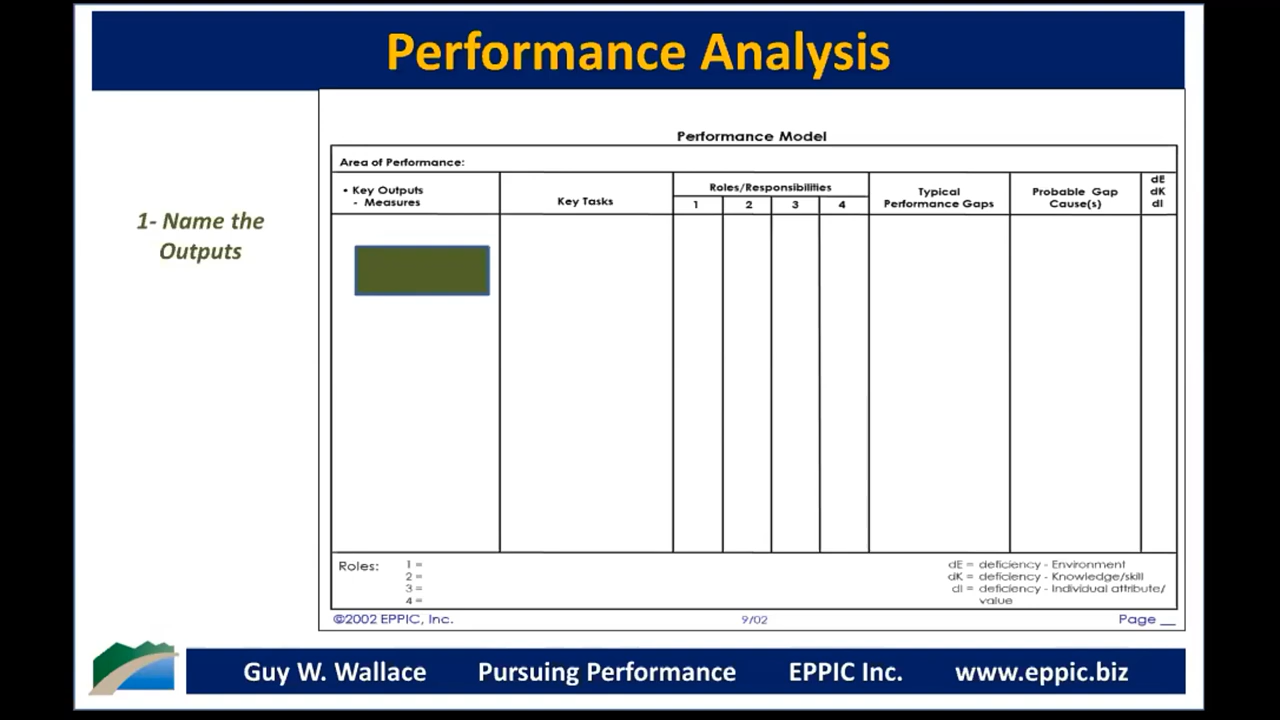 Performance Analysis
1- Name the
Outputs
Performance Model
Area of Performance:
• Key Outputs
- Measures
Key Tasks
Roles/Responsibilities
1 2 3 4
Typical
Performance Gaps
Probable Gap
Cause(s)
dE
dK
dI
Roles: 1 =
2 =
3 =
4 =
dE = deficiency - Environment
dK = deficiency - Knowledge/skill
dI = deficiency - Individual attribute/
value
©2002 EPPIC, Inc. 9/02 Page __
Guy W. Wallace Pursuing Performance EPPIC Inc. www.eppic.biz